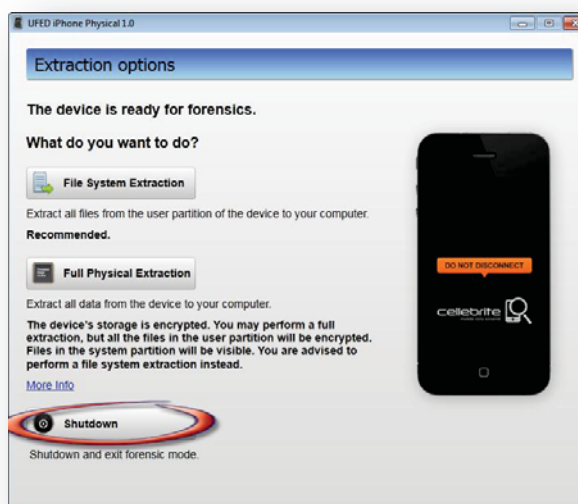 UFED iPhone Physical 1.0
Extraction options
The device is ready for forensics.
What do you want to do?
File System Extraction
Extract all files from the user partition of the device to your computer.
Recommended.
Full Physical Extraction
Extract all data from the device to your computer.
The device's storage is encrypted. You may perform a full
extraction, but all the files in the user partition will be encrypted.
Files in the system partition will be visible. You are advised to
perform a file system extraction instead.
More Info
Shutdown
Shutdown and exit forensic mode.
DO NOT DISCONNECT
cellebrite